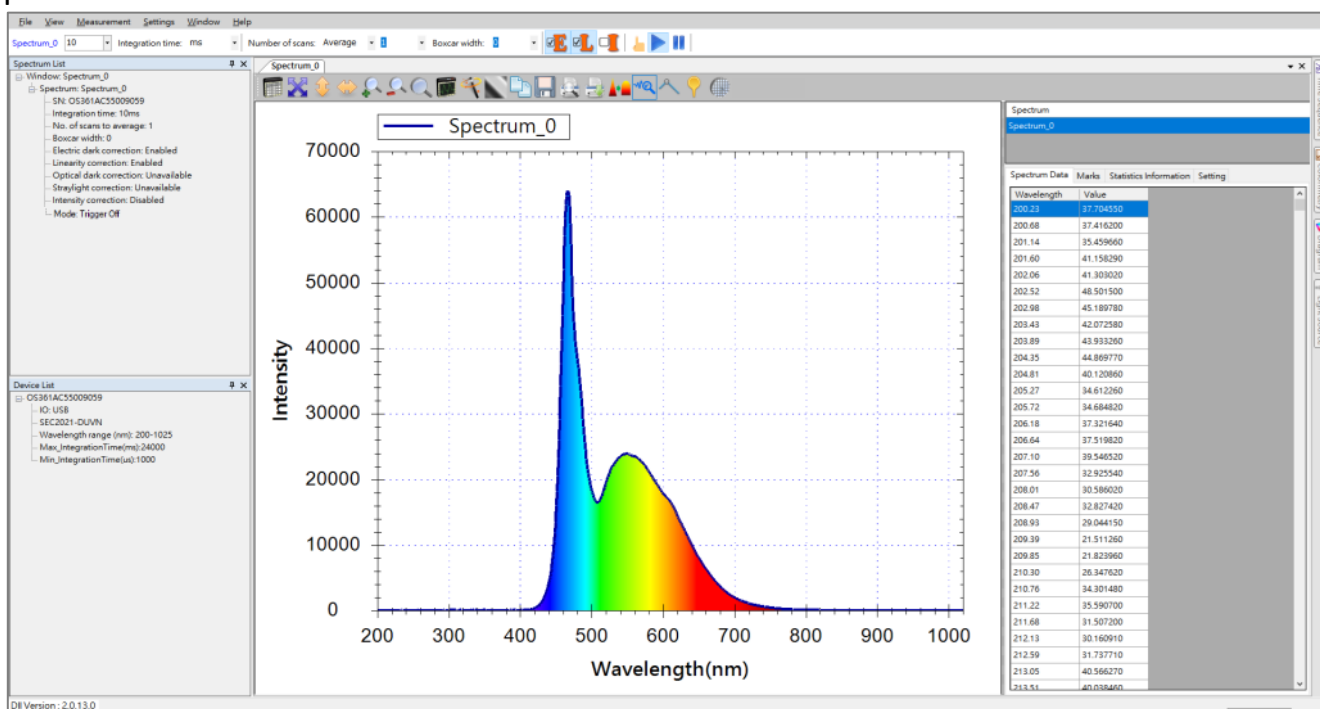 File View Measurement Settings Window Help
Spectrum_0 10 Integration time: ms Number of scans: Average 1 Boxcar width: 0
Spectrum List
Window: Spectrum_0
Spectrum: Spectrum_0
SN: OS361AC55009059
Integration time: 10ms
No. of scans to average: 1
Boxcar width: 0
Electric dark correction: Enabled
Linearity correction: Enabled
Optical dark correction: Unavailable
Straylight correction: Unavailable
Intensity correction: Disabled
Mode: Trigger Off
Device List
OS361AC55009059
IO: USB
SEC2021-DUVN
Wavelength range (nm): 200-1025
Max_IntegrationTime(ms):24000
Min_IntegrationTime(us):1000
Spectrum_0
Spectrum_0
70000
60000
50000
40000
30000
20000
10000
0
Intensity
200 300 400 500 600 700 800 900 1000
Wavelength(nm)
Spectrum
Spectrum_0
Spectrum Data Marks Statistics Information Setting
Wavelength Value
200.23 37.704550
200.68 37.416200
201.14 35.459660
201.60 41.158290
202.06 41.303020
202.52 48.501500
202.98 45.189780
203.43 42.072580
203.89 43.933260
204.35 44.869770
204.81 40.120860
205.27 34.612260
205.72 34.684820
206.18 37.321640
206.64 37.519820
207.10 39.546520
207.56 32.925540
208.01 30.586020
208.47 32.827420
208.93 29.044150
209.39 21.511260
209.85 21.823960
210.30 26.347620
210.76 34.301480
211.22 35.590700
211.68 31.507200
212.13 30.160910
212.59 31.737710
213.05 40.566270
213.51 40.038460
Dll Version : 2.0.13.0